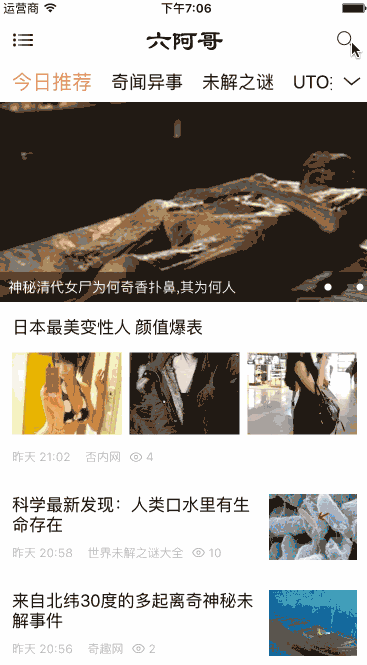 运营商 下午7:06
六阿哥
今日推荐 奇闻异事 未解之谜 UTO
神秘清代女尸为何奇香扑鼻,其为何人
日本最美变性人 颜值爆表
昨天 21:02 否内网 4
科学最新发现：人类口水里有生
命存在
昨天 20:58 世界未解之谜大全 10
来自北纬30度的多起离奇神秘未
解事件
昨天 20:56 奇趣网 2